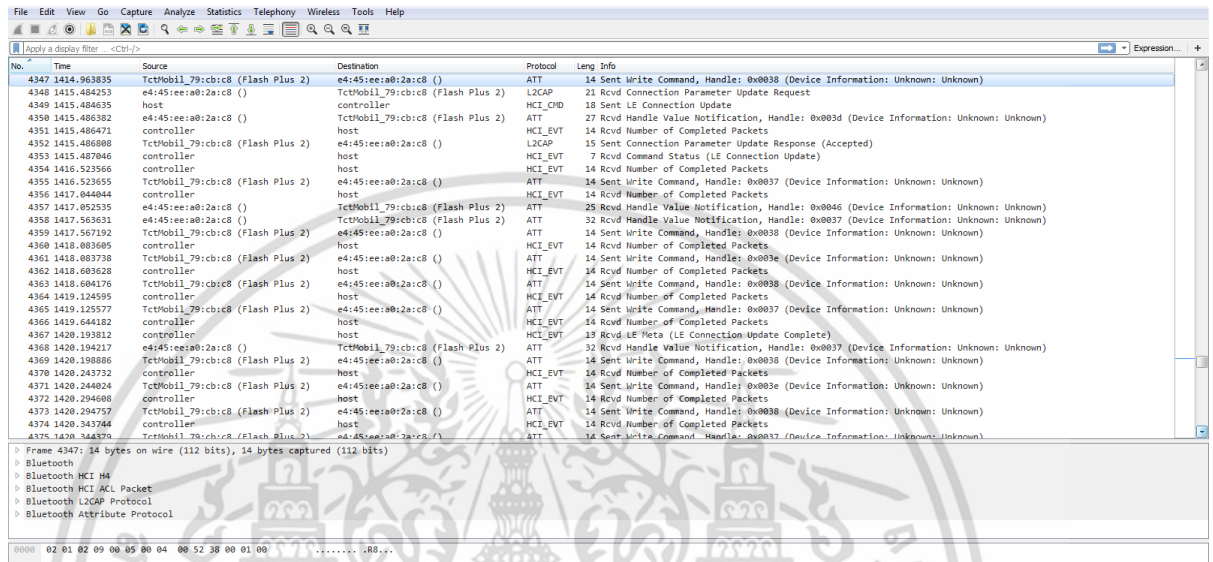 File Edit View Go Capture Analyze Statistics Telephony Wireless Tools Help
Apply a display filter ... <Ctrl-/> Expression... +
No. Time Source Destination Protocol Leng Info
4347 1414.963835 TctMobil_79:cb:c8 (Flash Plus 2) e4:45:ee:a0:2a:c8 () ATT 14 Sent Write Command, Handle: 0x0038 (Device Information: Unknown: Unknown)
4348 1415.484253 e4:45:ee:a0:2a:c8 () TctMobil_79:cb:c8 (Flash Plus 2) L2CAP 21 Rcvd Connection Parameter Update Request
4349 1415.484635 host controller HCI_CMD 18 Sent LE Connection Update
4350 1415.486382 e4:45:ee:a0:2a:c8 () TctMobil_79:cb:c8 (Flash Plus 2) ATT 27 Rcvd Handle Value Notification, Handle: 0x003d (Device Information: Unknown: Unknown)
4351 1415.486471 controller host HCI_EVT 14 Rcvd Number of Completed Packets
4352 1415.486808 TctMobil_79:cb:c8 (Flash Plus 2) e4:45:ee:a0:2a:c8 () L2CAP 15 Sent Connection Parameter Update Response (Accepted)
4353 1415.487046 controller host HCI_EVT 7 Rcvd Command Status (LE Connection Update)
4354 1416.523566 controller host HCI_EVT 14 Rcvd Number of Completed Packets
4355 1416.523655 TctMobil_79:cb:c8 (Flash Plus 2) e4:45:ee:a0:2a:c8 () ATT 14 Sent Write Command, Handle: 0x0037 (Device Information: Unknown: Unknown)
4356 1417.044044 controller host HCI_EVT 14 Rcvd Number of Completed Packets
4357 1417.052535 e4:45:ee:a0:2a:c8 () TctMobil_79:cb:c8 (Flash Plus 2) ATT 25 Rcvd Handle Value Notification, Handle: 0x0046 (Device Information: Unknown: Unknown)
4358 1417.563631 e4:45:ee:a0:2a:c8 () TctMobil_79:cb:c8 (Flash Plus 2) ATT 32 Rcvd Handle Value Notification, Handle: 0x0037 (Device Information: Unknown: Unknown)
4359 1417.567192 TctMobil_79:cb:c8 (Flash Plus 2) e4:45:ee:a0:2a:c8 () ATT 14 Sent Write Command, Handle: 0x0038 (Device Information: Unknown: Unknown)
4360 1418.083605 controller host HCI_EVT 14 Rcvd Number of Completed Packets
4361 1418.083738 TctMobil_79:cb:c8 (Flash Plus 2) e4:45:ee:a0:2a:c8 () ATT 14 Sent Write Command, Handle: 0x003e (Device Information: Unknown: Unknown)
4362 1418.603628 controller host HCI_EVT 14 Rcvd Number of Completed Packets
4363 1418.604176 TctMobil_79:cb:c8 (Flash Plus 2) e4:45:ee:a0:2a:c8 () ATT 14 Sent Write Command, Handle: 0x0038 (Device Information: Unknown: Unknown)
4364 1419.124595 controller host HCI_EVT 14 Rcvd Number of Completed Packets
4365 1419.125577 TctMobil_79:cb:c8 (Flash Plus 2) e4:45:ee:a0:2a:c8 () ATT 14 Sent Write Command, Handle: 0x0037 (Device Information: Unknown: Unknown)
4366 1419.644182 controller host HCI_EVT 14 Rcvd Number of Completed Packets
4367 1420.193812 controller host HCI_EVT 13 Rcvd LE Meta (LE Connection Update Complete)
4368 1420.194217 e4:45:ee:a0:2a:c8 () TctMobil_79:cb:c8 (Flash Plus 2) ATT 32 Rcvd Handle Value Notification, Handle: 0x0037 (Device Information: Unknown: Unknown)
4369 1420.198886 TctMobil_79:cb:c8 (Flash Plus 2) e4:45:ee:a0:2a:c8 () ATT 14 Sent Write Command, Handle: 0x0038 (Device Information: Unknown: Unknown)
4370 1420.243732 controller host HCI_EVT 14 Rcvd Number of Completed Packets
4371 1420.244024 TctMobil_79:cb:c8 (Flash Plus 2) e4:45:ee:a0:2a:c8 () ATT 14 Sent Write Command, Handle: 0x003e (Device Information: Unknown: Unknown)
4372 1420.294608 controller host HCI_EVT 14 Rcvd Number of Completed Packets
4373 1420.294757 TctMobil_79:cb:c8 (Flash Plus 2) e4:45:ee:a0:2a:c8 () ATT 14 Sent Write Command, Handle: 0x0038 (Device Information: Unknown: Unknown)
4374 1420.343744 controller host HCI_EVT 14 Rcvd Number of Completed Packets
4375 1420.344379 TctMobil_79:cb:c8 (Flash Plus 2) e4:45:ee:a0:2a:c8 () ATT 14 Sent Write Command, Handle: 0x0037 (Device Information: Unknown: Unknown)
Frame 4347: 14 bytes on wire (112 bits), 14 bytes captured (112 bits)
Bluetooth
Bluetooth HCI H4
Bluetooth HCI ACL Packet
Bluetooth L2CAP Protocol
Bluetooth Attribute Protocol
0000 02 01 02 09 00 05 00 04 00 52 38 00 01 00 ........ .R8...